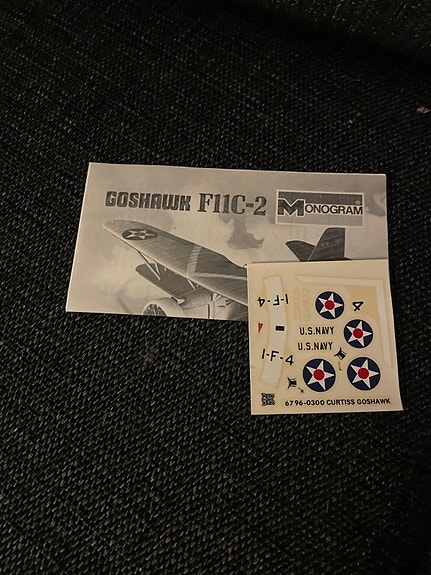 GOSHAWK F11C-2 MONOGRAM
1-F-4
4
U.S. NAVY
U.S. NAVY
1-F-4
6796-0300 CURTISS GOSHAWK